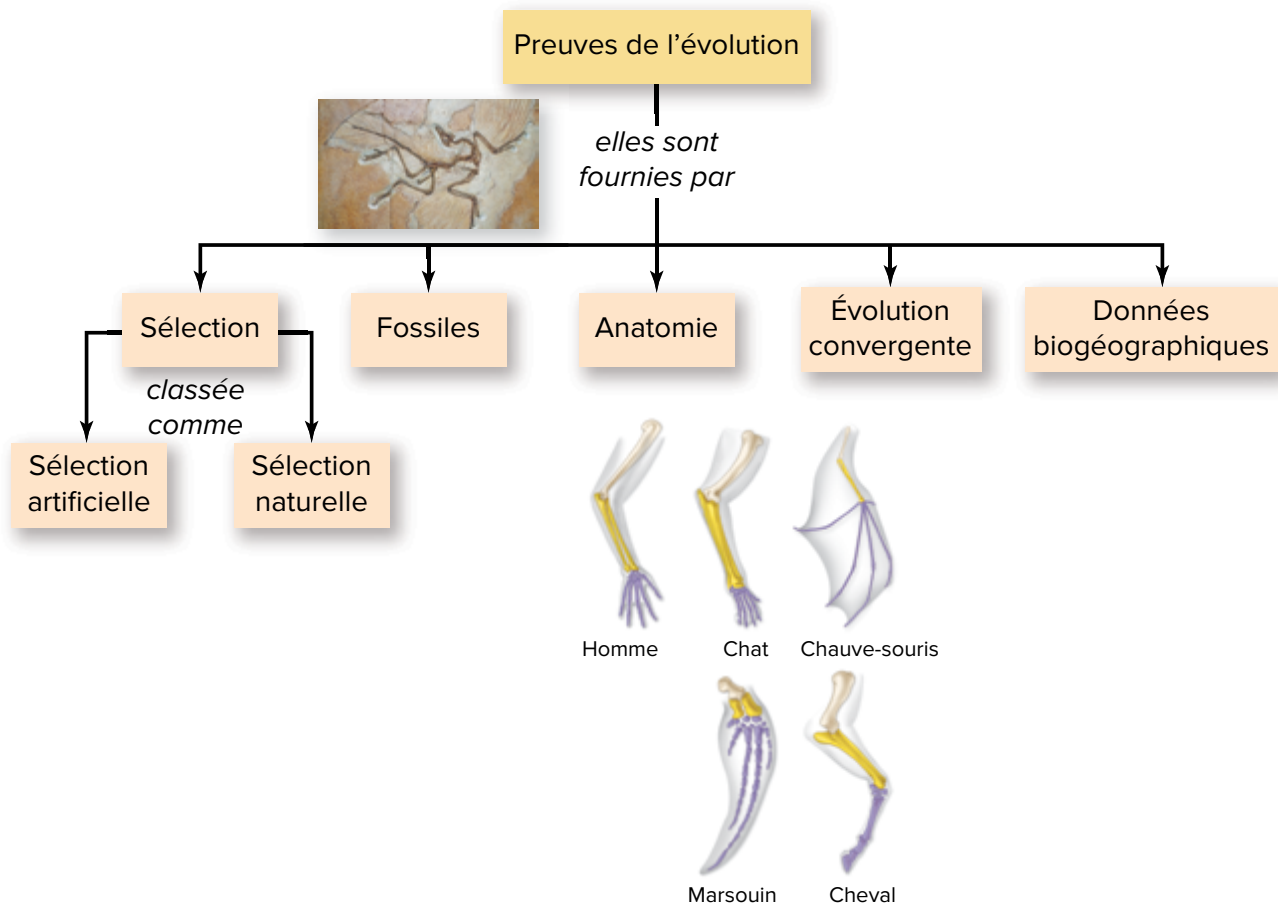 Preuves de l’évolution
elles sont
fournies par
Sélection
Fossiles
Anatomie
Évolution
convergente
Données
biogéographiques
classée
comme
Sélection
artificielle
Sélection
naturelle
Homme
Chat
Chauve-souris
Marsouin
Cheval